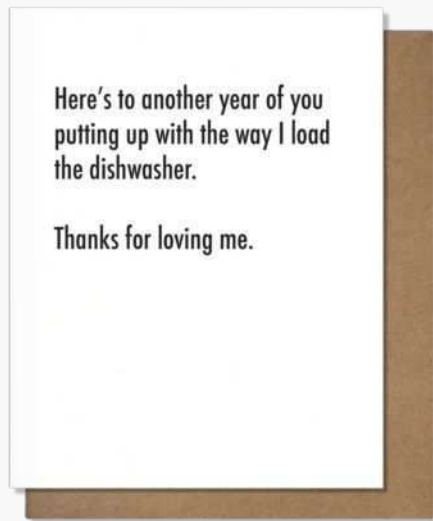 Here's to another year of you
putting up with the way I load
the dishwasher.
Thanks for loving me.